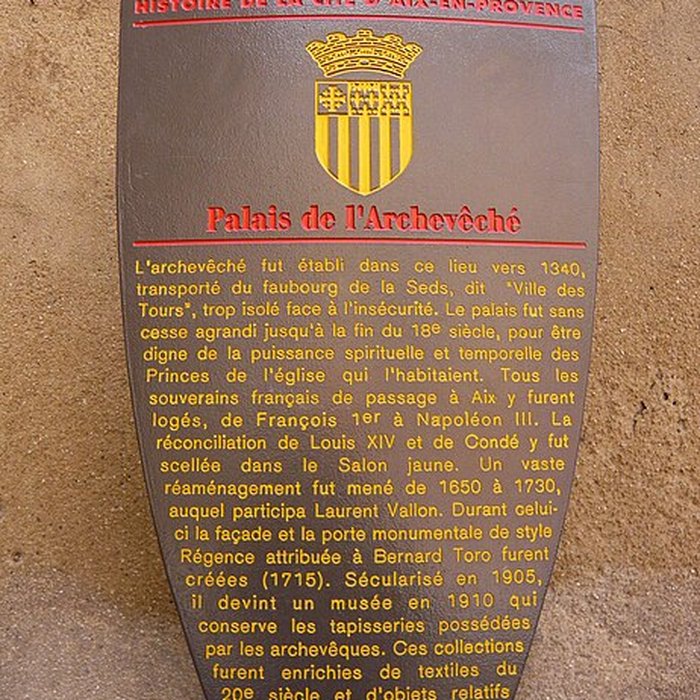 HISTOIRE DE LA CITÉ D'AIX-EN-PROVENCE
Palais de l'Archevêché
L'archevêché fut établi dans ce lieu vers 1340,
transporté du faubourg de la Seds, dit "Ville des
Tours", trop isolé face à l'insécurité. Le palais fut sans
cesse agrandi jusqu'à la fin du 18e siècle, pour être
digne de la puissance spirituelle et temporelle des
Princes de l'église qui l'habitaient. Tous les
souverains français de passage à Aix y furent
logés, de François 1er à Napoléon III. La
réconciliation de Louis XIV et de Condé y fut
scellée dans le Salon jaune. Un vaste
réaménagement fut mené de 1650 à 1730,
auquel participa Laurent Vallon. Durant celui-
ci la façade et la porte monumentale de style
Régence attribuée à Bernard Toro furent
créées (1715). Sécularisé en 1905,
il devint un musée en 1910 qui
conserve les tapisseries possédées
par les archevêques. Ces collections
furent enrichies de textiles du
20e siècle et d'objets relatifs